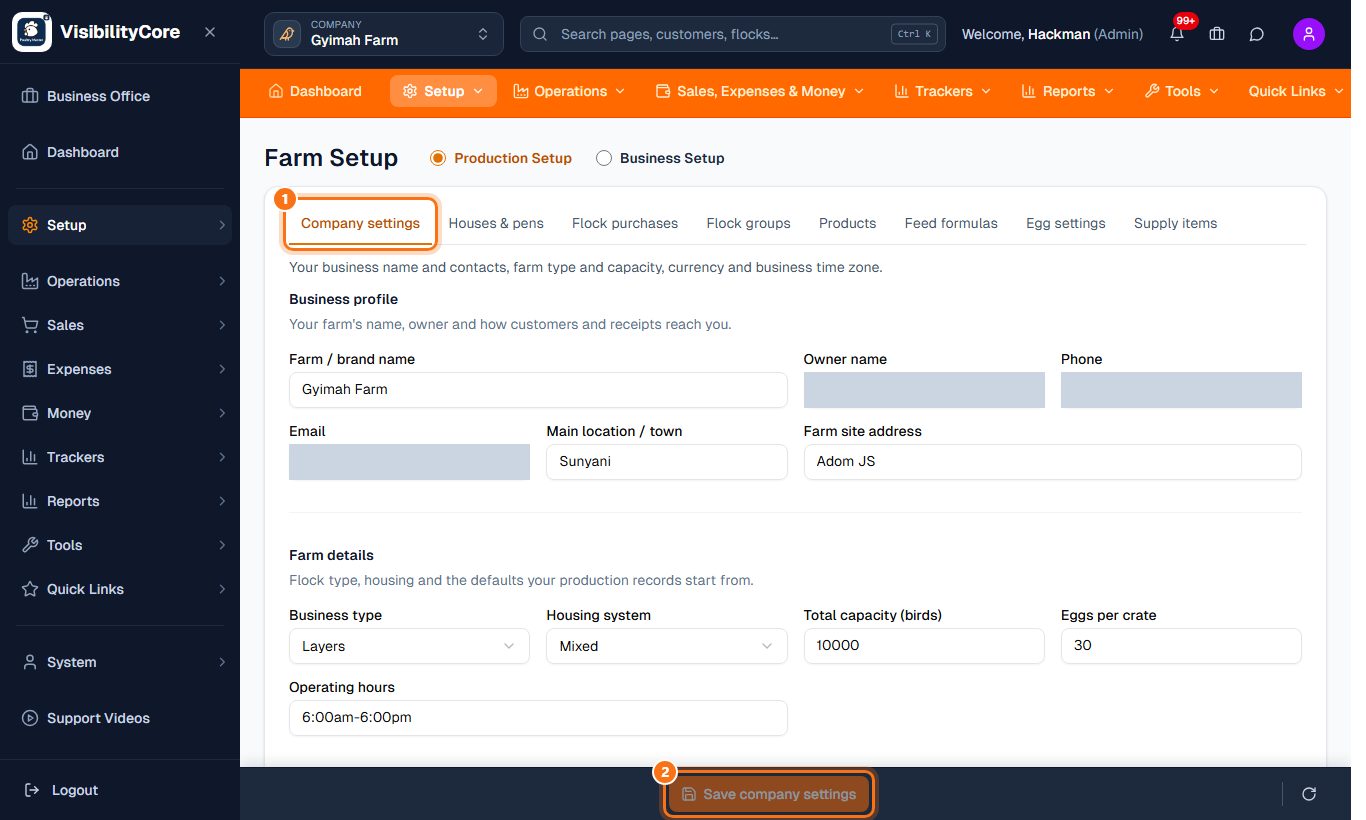 VisibilityCore
COMPANY
Gyimah Farm
Search pages, customers, flocks...
Ctrl K
Welcome, Hackman (Admin)
99+
Business Office
Dashboard
Setup
Operations
Sales
Expenses
Money
Trackers
Reports
Tools
Quick Links
System
Support Videos
Logout
Dashboard
Setup
Operations
Sales, Expenses & Money
Trackers
Reports
Tools
Quick Links
Farm Setup
Production Setup
Business Setup
1
Company settings
Houses & pens
Flock purchases
Flock groups
Products
Feed formulas
Egg settings
Supply items
Your business name and contacts, farm type and capacity, currency and business time zone.
Business profile
Your farm's name, owner and how customers and receipts reach you.
Farm / brand name
Owner name
Phone
Gyimah Farm
Email
Main location / town
Farm site address
Sunyani
Adom JS
Farm details
Flock type, housing and the defaults your production records start from.
Business type
Housing system
Total capacity (birds)
Eggs per crate
Layers
Mixed
10000
30
Operating hours
6:00am-6:00pm
2
Save company settings